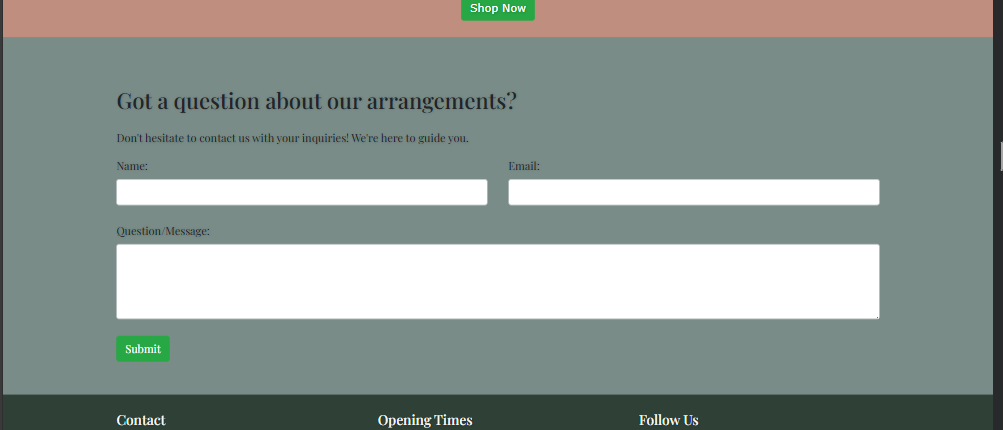 Shop Now
Got a question about our arrangements?
Don't hesitate to contact us with your inquiries! We're here to guide you.
Name: Email:
Question/Message:
Submit
Contact Opening Times Follow Us